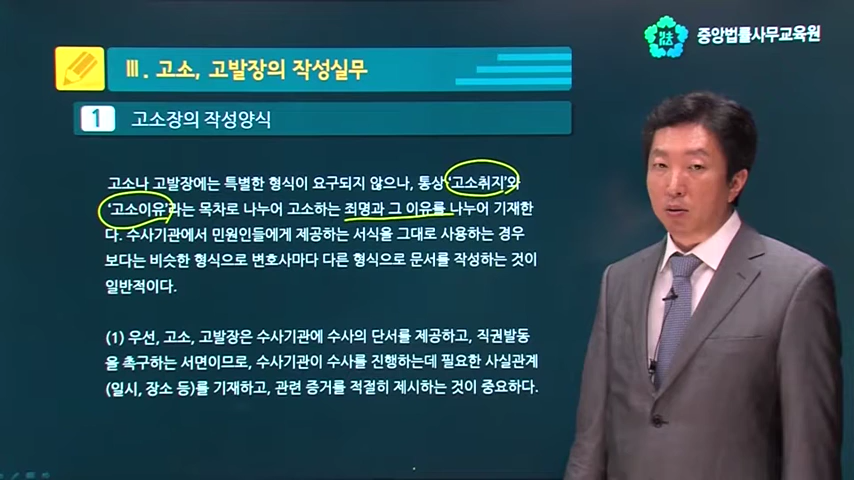 法
중앙법률사무교육원
Ⅲ. 고소, 고발장의 작성실무
1 고소장의 작성양식
고소나 고발장에는 특별한 형식이 요구되지 않으나, 통상 '고소취지'와
'고소이유'라는 목차로 나누어 고소하는 죄명과 그 이유를 나누어 기재한
다. 수사기관에서 민원인들에게 제공하는 서식을 그대로 사용하는 경우
보다는 비슷한 형식으로 변호사마다 다른 형식으로 문서를 작성하는 것이
일반적이다.
(1) 우선, 고소, 고발장은 수사기관에 수사의 단서를 제공하고, 직권발동
을 촉구하는 서면이므로, 수사기관이 수사를 진행하는데 필요한 사실관계
(일시, 장소 등)를 기재하고, 관련 증거를 적절히 제시하는 것이 중요하다.